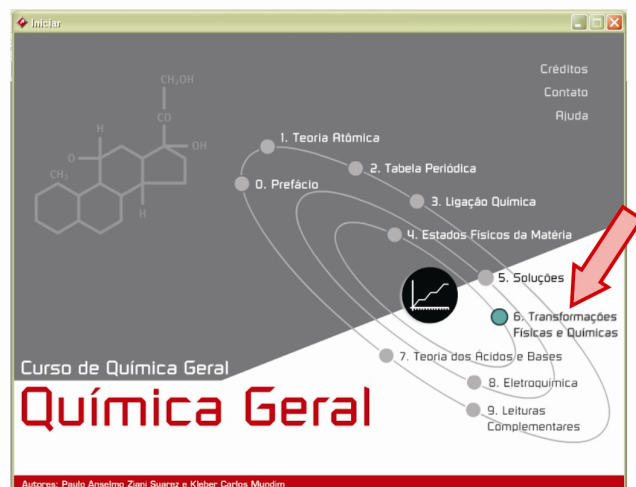 Iniciar
Créditos
Contato
Ajuda
CH₂OH
CO
OH
H
O
CH₃
H
1. Teoria Atômica
2. Tabela Periódica
0. Prefácio
3. Ligação Química
4. Estados Físicos da Matéria
5. Soluções
6. Transformações
Físicas e Químicas
7. Teoria dos Ácidos e Bases
8. Eletroquímica
9. Leituras
Complementares
Curso de Química Geral
Química Geral
Autores: Paulo Anselmo Ziani Suarez e Kleber Carlos Mundim